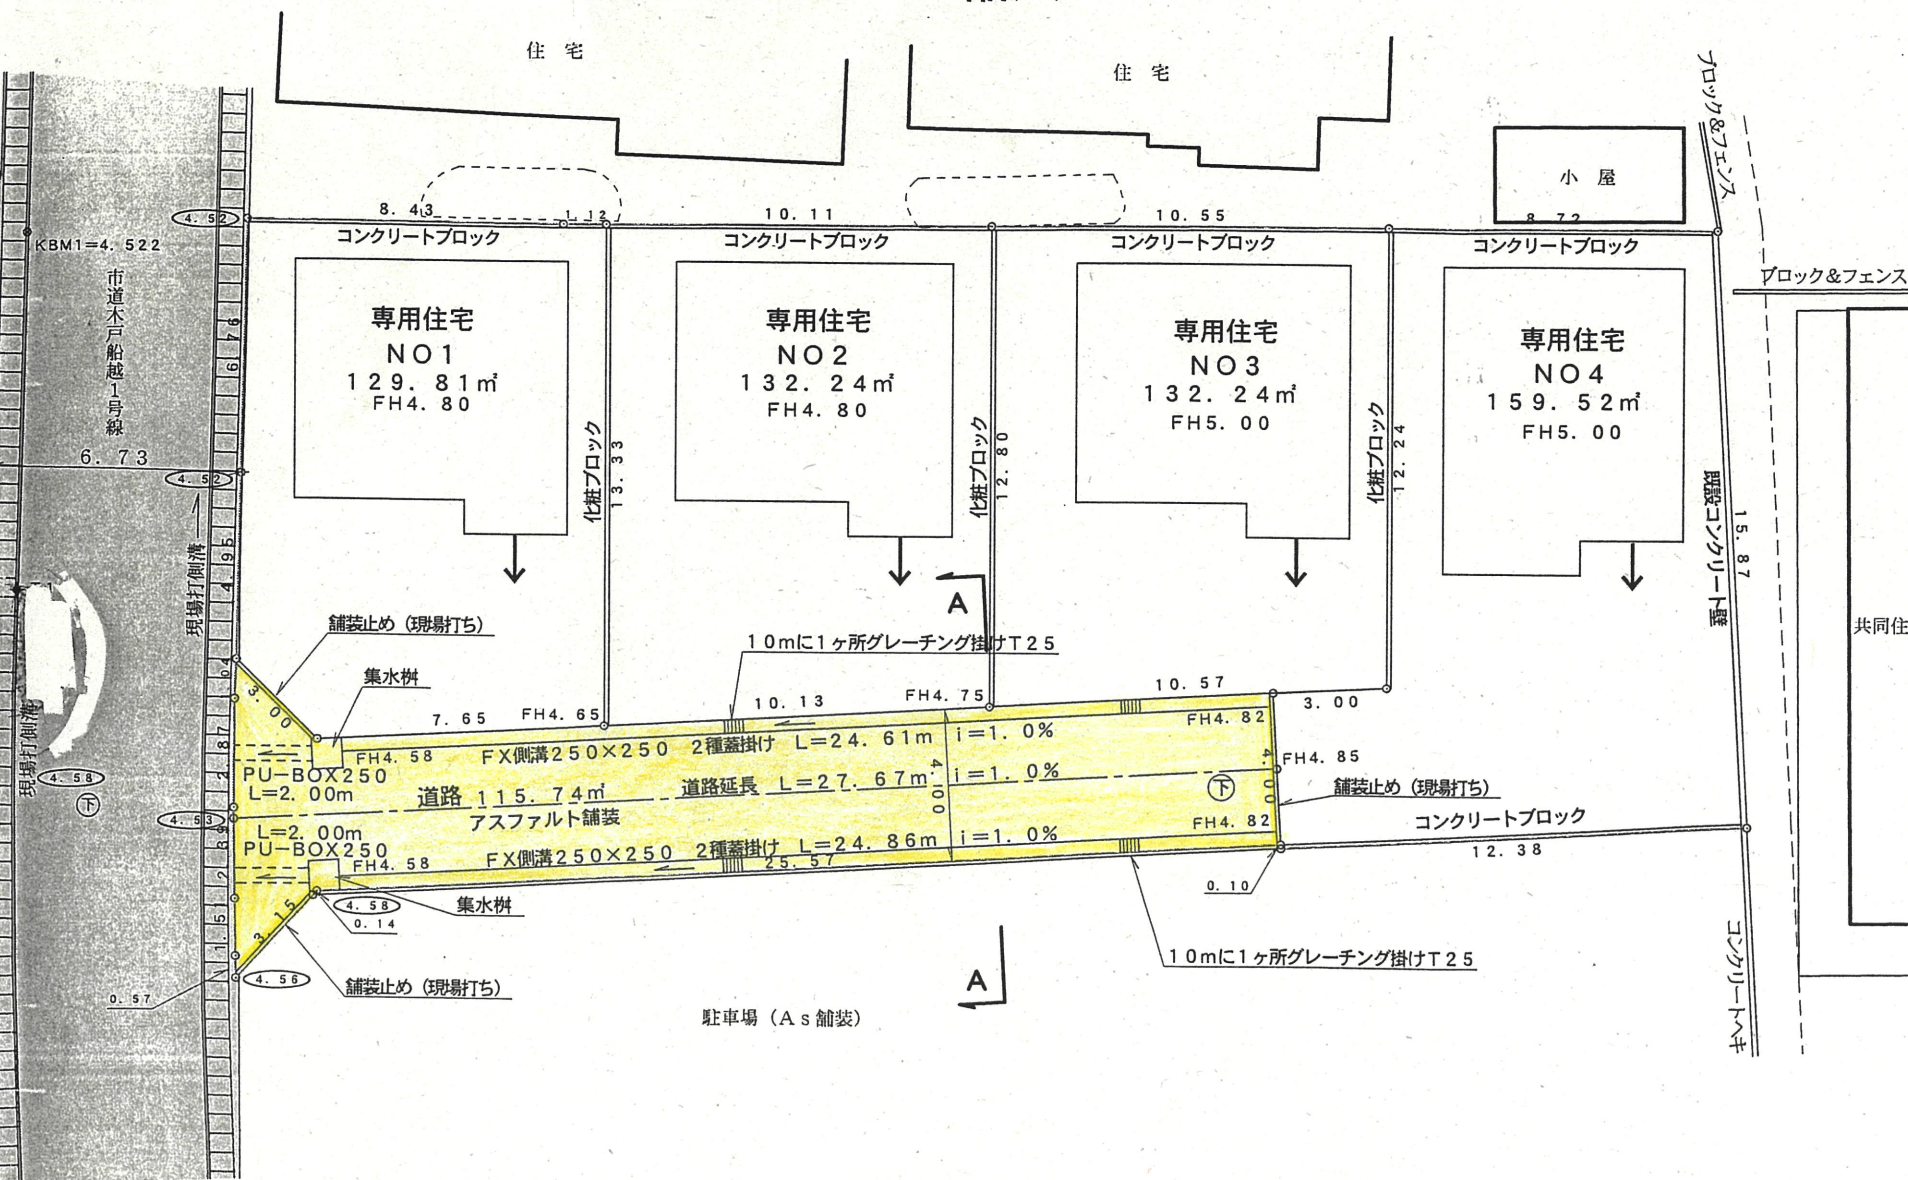 住宅
住宅
ブロック&フェンス
小屋
4.52
8.43
1.12
10.11
10.55
8.72
KBM1=4.522
コンクリートブロック
コンクリートブロック
コンクリートブロック
コンクリートブロック
ブロック&フェンス
市道木戸船越1号線
6.76
専用住宅
NO1
129.81㎡
FH4.80
専用住宅
NO2
132.24㎡
FH4.80
専用住宅
NO3
132.24㎡
FH5.00
専用住宅
NO4
159.52㎡
FH5.00
6.73
4.52
化粧ブロック
13.33
化粧ブロック
12.80
化粧ブロック
12.24
既設コンクリート壁
15.87
現場打側溝
4.95
共同住
A
舗装止め(現場打ち)
10mに1ヶ所グレーチング掛けT25
集水桝
3.00
7.65
FH4.65
10.13
FH4.75
10.57
3.00
FH4.82
現場打側溝
4.58
下
2.87
FH4.58
FX側溝250×250 2種蓋掛け L=24.61m
i=1.0%
PU-BOX250
L=2.00m
道路 115.74㎡
道路延長 L=27.67m
i=1.0%
4.00
下
4.00
FH4.85
舗装止め(現場打ち)
4.53
アスファルト舗装
L=2.00m
PU-BOX250
FH4.82
コンクリートブロック
12.38
FH4.58
FX側溝250×250 2種蓋掛け L=24.86m
i=1.0%
25.57
0.10
1.51
3.15
4.58
0.14
集水桝
4.56
0.57
舗装止め(現場打ち)
10mに1ヶ所グレーチング掛けT25
A
駐車場(As舗装)
コンクリートヘキ